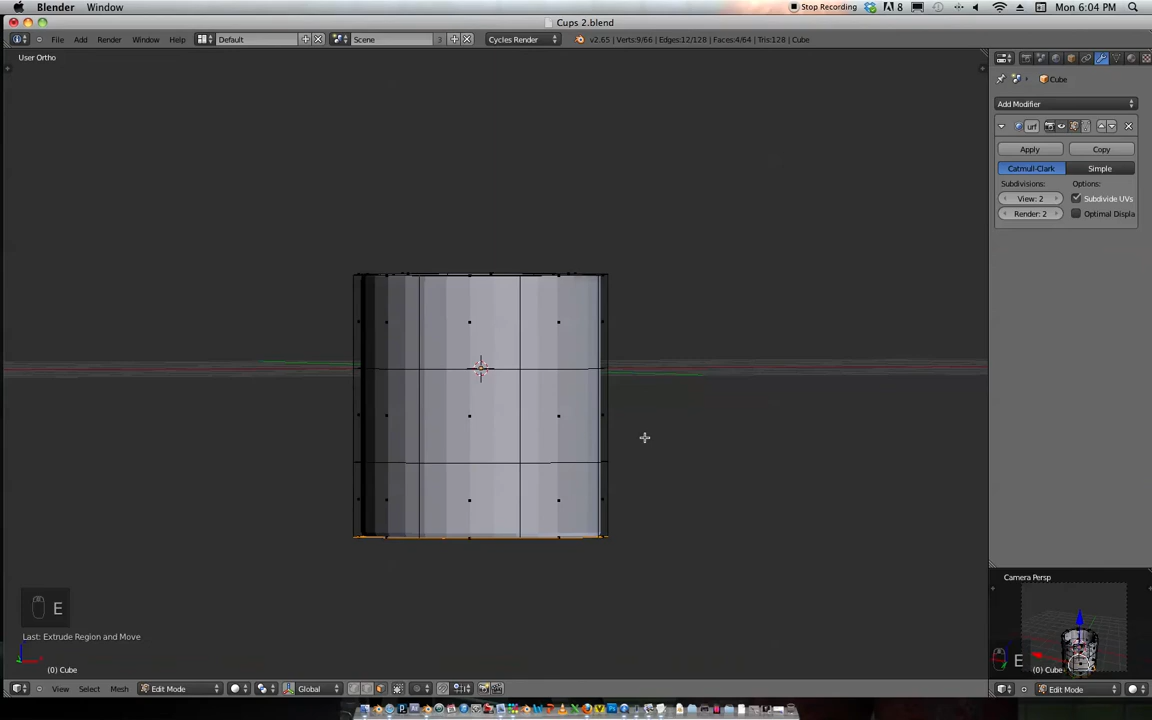 Blender Window
Stop Recording
8
Mon 6:04 PM
Cups 2.blend
File Add Render Window Help
Default
Scene
3
Cycles Render
v2.65 | Verts:9/66 | Edges:12/128 | Faces:4/64 | Tris:128 | Cube
User Ortho
Cube
Add Modifier
urf
Apply Copy
Catmull-Clark Simple
Subdivisions: Options:
View: 2 Subdivide UVs
Render: 2 Optimal Displa
Camera Persp
E
Last: Extrude Region and Move
(0) Cube
E
(0) Cube
View Select Mesh Edit Mode Global
Edit Mode